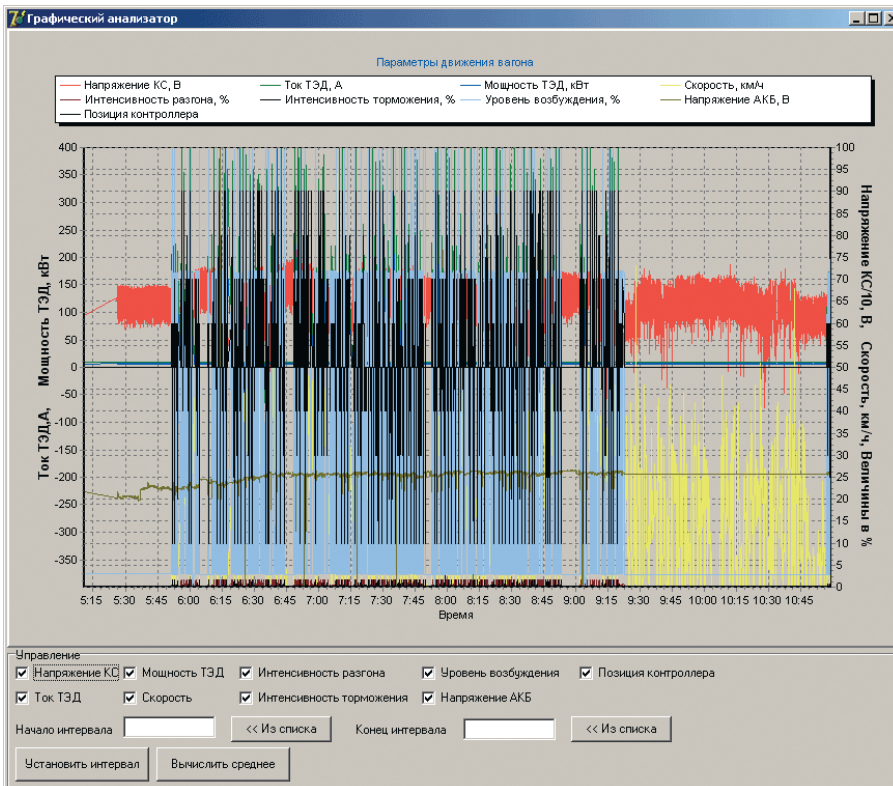 Графический анализатор
Параметры движения вагона
Напряжение КС, В
Ток ТЭД, А
Мощность ТЭД, кВт
Скорость, км/ч
Интенсивность разгона, %
Интенсивность торможения, %
Уровень возбуждения, %
Напряжение АКБ, В
Позиция контроллера
Ток ТЭД,А, Мощность ТЭД, кВт
400
350
300
250
200
150
100
50
0
-50
-100
-150
-200
-250
-300
-350
100
95
90
85
80
75
70
65
60
55
50
45
40
35
30
25
20
15
10
5
0
Напряжение КС/10, В, Скорость, км/ч, Величины в %
5:15 5:30 5:45 6:00 6:15 6:30 6:45 7:00 7:15 7:30 7:45 8:00 8:15 8:30 8:45 9:00 9:15 9:30 9:45 10:00 10:15 10:30 10:45
Время
Управление
Напряжение КС Мощность ТЭД Интенсивность разгона Уровень возбуждения Позиция контроллера
Ток ТЭД Скорость Интенсивность торможения Напряжение АКБ
Начало интервала << Из списка Конец интервала << Из списка
Установить интервал Вычислить среднее